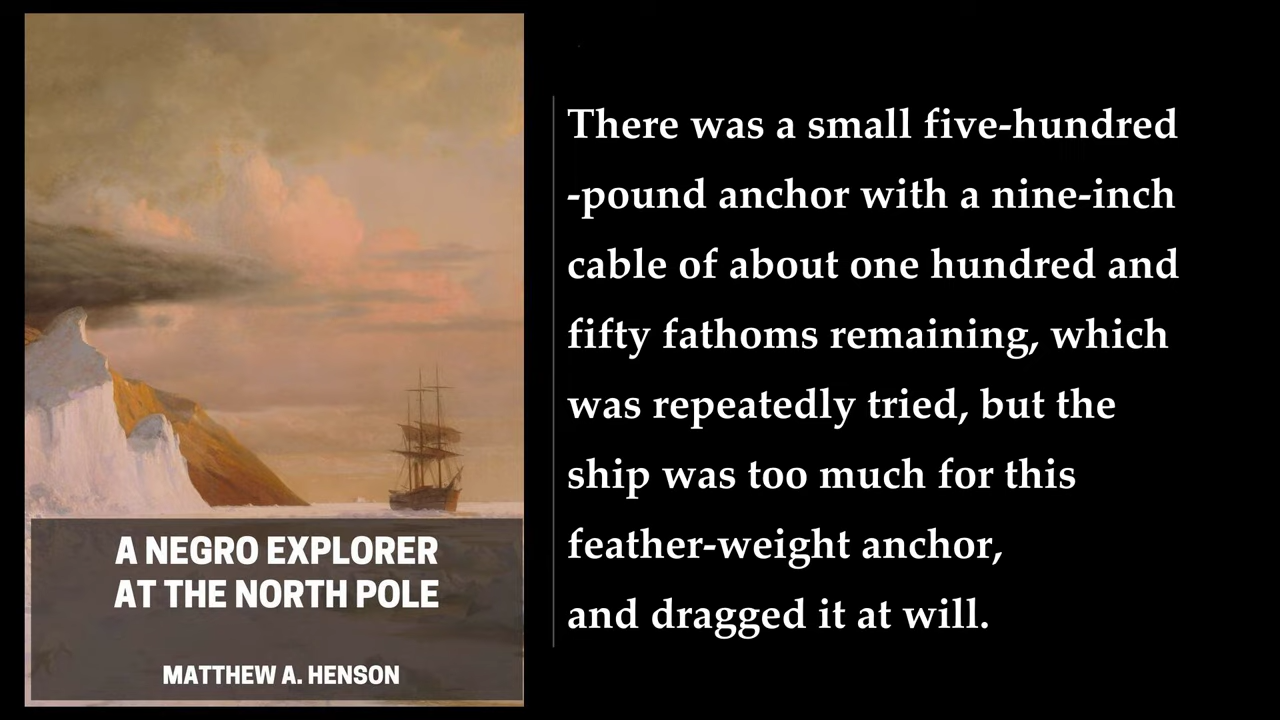 A NEGRO EXPLORER
AT THE NORTH POLE
MATTHEW A. HENSON
There was a small five-hundred
-pound anchor with a nine-inch
cable of about one hundred and
fifty fathoms remaining, which
was repeatedly tried, but the
ship was too much for this
feather-weight anchor,
and dragged it at will.